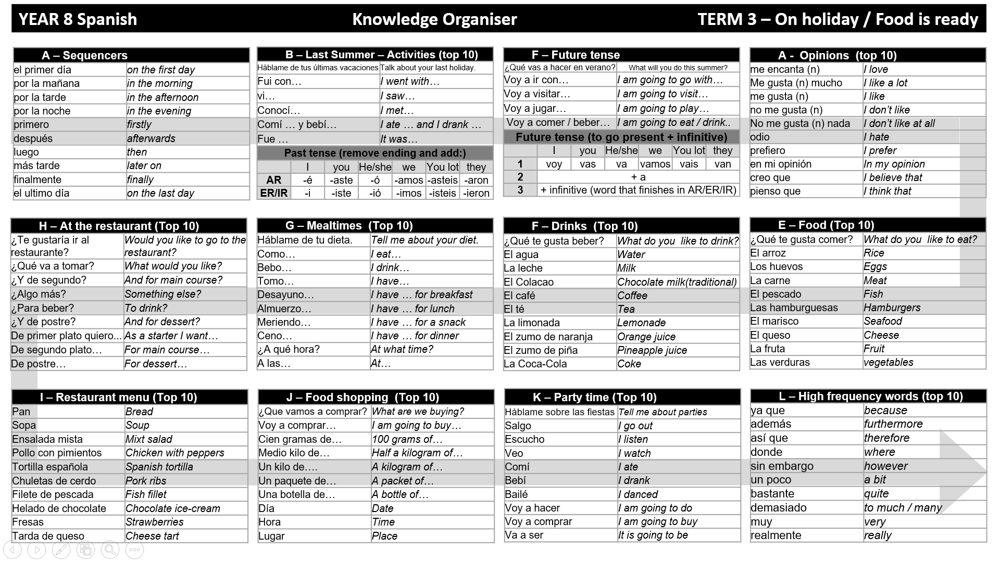 YEAR 8 Spanish Knowledge Organiser TERM 3 – On holiday / Food is ready
A – Sequencers
el primer día on the first day
por la mañana in the morning
por la tarde in the afternoon
por la noche in the evening
primero firstly
después afterwards
luego then
más tarde later on
finalmente finally
el ultimo día on the last day
B – Last Summer – Activities (top 10)
Háblame de tus últimas vacaciones Talk about your last holiday.
Fui con… I went with…
vi… I saw…
Conocí… I met…
Comí … y bebí… I ate … and I drank …
Fue … It was…
Past tense (remove ending and add:)
I you He/she we You lot they
AR -é -aste -ó -amos -asteis -aron
ER/IR -i -iste -ió -imos -isteis -ieron
F – Future tense
¿Qué vas a hacer en verano? What will you do this summer?
Voy a ir con… I am going to go with…
Voy a visitar… I am going to visit…
Voy a jugar… I am going to play…
Voy a comer / beber… I am going to eat / drink..
Future tense (to go present + infinitive)
I you He/she we You lot they
1 voy vas va vamos vais van
2 + a
3 + infinitive (word that finishes in AR/ER/IR)
A - Opinions (top 10)
me encanta (n) I love
Me gusta (n) mucho I like a lot
me gusta (n) I like
no me gusta (n) I don’t like
No me gusta (n) nada I don’t like at all
odio I hate
prefiero I prefer
en mi opinión In my opinion
creo que I believe that
pienso que I think that
H – At the restaurant (Top 10)
¿Te gustaría ir al Would you like to go to the
restaurante? restaurant?
¿Qué va a tomar? What would you like?
¿Y de segundo? And for main course?
¿Algo más? Something else?
¿Para beber? To drink?
¿Y de postre? And for dessert?
De primer plato quiero... As a starter I want…
De segundo plato… For main course…
De postre… For dessert…
G – Mealtimes (Top 10)
Háblame de tu dieta. Tell me about your diet.
Como… I eat…
Bebo… I drink…
Tomo… I have…
Desayuno… I have … for breakfast
Almuerzo… I have … for lunch
Meriendo… I have … for a snack
Ceno… I have … for dinner
¿A qué hora? At what time?
A las… At…
F – Drinks (Top 10)
¿Qué te gusta beber? What do you like to drink?
El agua Water
La leche Milk
El Colacao Chocolate milk(traditional)
El café Coffee
El té Tea
La limonada Lemonade
El zumo de naranja Orange juice
El zumo de piña Pineapple juice
La Coca-Cola Coke
E – Food (Top 10)
¿Qué te gusta comer? What do you like to eat?
El arroz Rice
Los huevos Eggs
La carne Meat
El pescado Fish
Las hamburguesas Hamburgers
El marisco Seafood
El queso Cheese
La fruta Fruit
Las verduras vegetables
I – Restaurant menu (Top 10)
Pan Bread
Sopa Soup
Ensalada mista Mixt salad
Pollo con pimientos Chicken with peppers
Tortilla española Spanish tortilla
Chuletas de cerdo Pork ribs
Filete de pescada Fish fillet
Helado de chocolate Chocolate ice-cream
Fresas Strawberries
Tarda de queso Cheese tart
J – Food shopping (Top 10)
¿Que vamos a comprar? What are we buying?
Voy a comprar… I am going to buy…
Cien gramas de… 100 grams of…
Medio kilo de… Half a kilogram of…
Un kilo de…. A kilogram of…
Un paquete de… A packet of…
Una botella de… A bottle of…
Día Date
Hora Time
Lugar Place
K – Party time (Top 10)
Háblame sobre las fiestas Tell me about parties
Salgo I go out
Escucho I listen
Veo I watch
Comí I ate
Bebí I drank
Bailé I danced
Voy a hacer I am going to do
Voy a comprar I am going to buy
Va a ser It is going to be
L – High frequency words (top 10)
ya que because
además furthermore
así que therefore
donde where
sin embargo however
un poco a bit
bastante quite
demasiado to much / many
muy very
realmente really